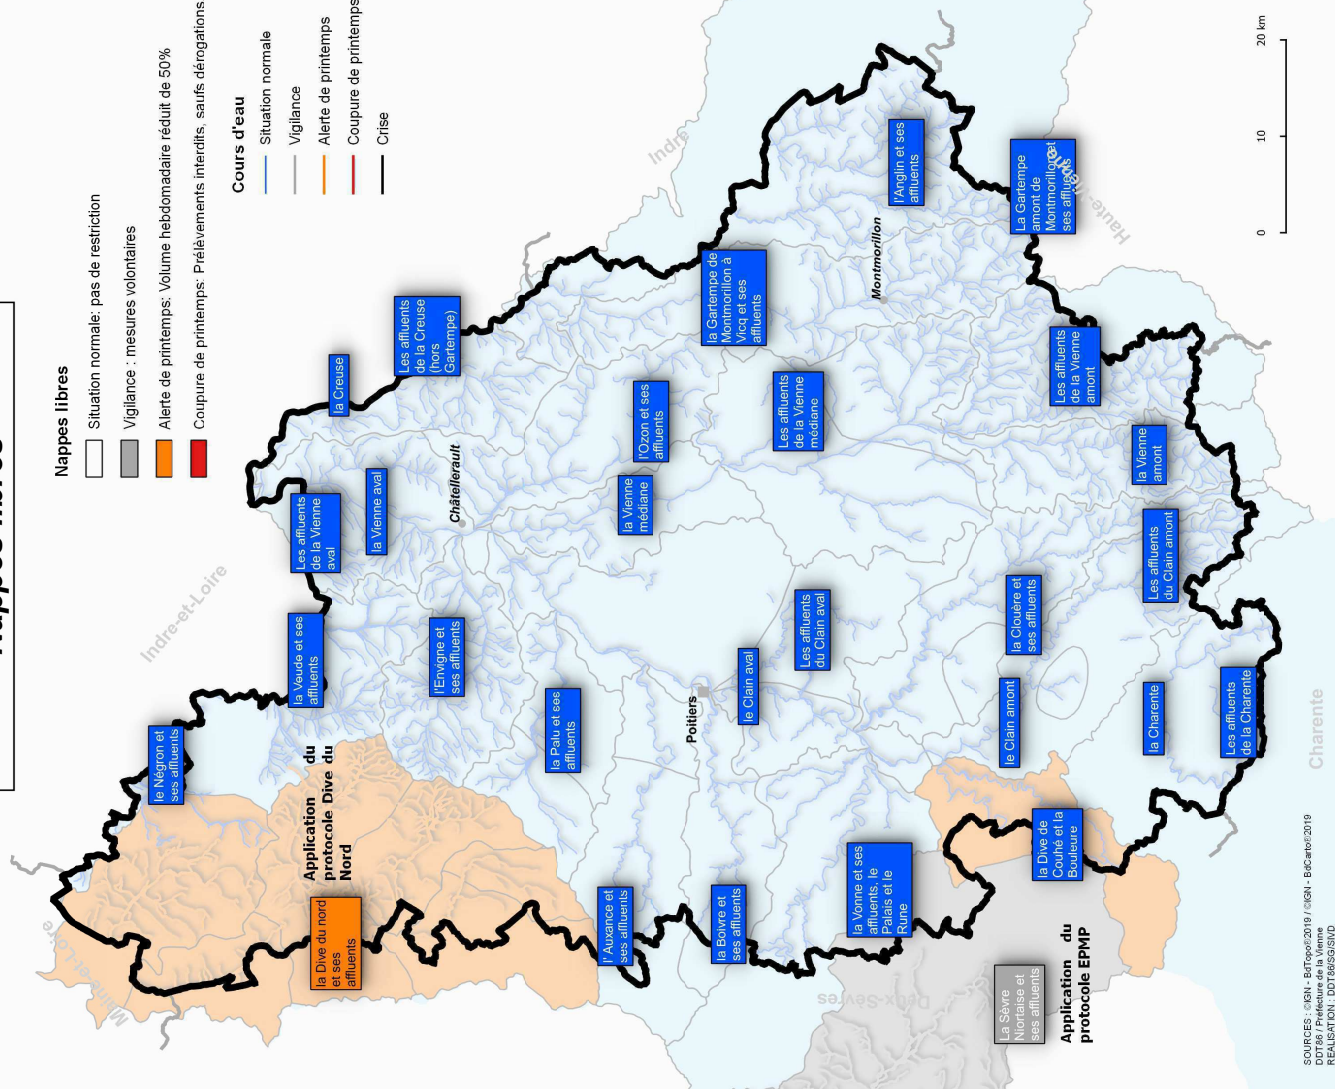 Nappes libres
Situation normale: pas de restriction
Vigilance : mesures volontaires
Alerte de printemps: Volume hebdomadaire réduit de 50%
Coupure de printemps: Prélèvements interdits, saufs dérogations
Cours d'eau
Situation normale
Vigilance
Alerte de printemps
Coupure de printemps
Crise
Indre-et-Loire
Indre
Haute-Vienne
Charente
Deux-Sèvres
Maine-et-Loire
le Négron et
ses affluents
la Veude et ses
affluents
Les affluents
de la Vienne
aval
la Creuse
Les affluents
de la Creuse
(hors
Gartempe)
la Vienne aval
Châtellerault
l'Envigne et
ses affluents
Application du
protocole Dive du
Nord
la Dive du nord
et ses
affluents
la Palu et ses
affluents
la Vienne
médiane
l'Ozon et ses
affluents
la Gartempe de
Montmorillon à
Vicq et ses
affluents
l'Auxance et
ses affluents
Poitiers
la Boivre et
ses affluents
le Clain aval
Les affluents
du Clain aval
Les affluents
de la Vienne
médiane
Montmorillon
l'Anglin et ses
affluents
la Vonne et ses
affluents, le
Palais et le
Rune
le Clain amont
la Clouère et
ses affluents
La Gartempe
amont de
Montmorillon et
ses affluents
Les affluents
de la Vienne
amont
la Dive de
Couhé et la
Bouleure
La Sèvre
Niortaise et
ses affluents
Application du
protocole EPMP
la Charente
Les affluents
du Clain amont
la Vienne
amont
Les affluents
de la Charente
0 10 20 km
SOURCES : ©IGN - BdTopo®2019 / ©IGN - BdCarto®2019
DDT86 / Préfecture de la Vienne
REALISATION : DDT86/SG/SIVD